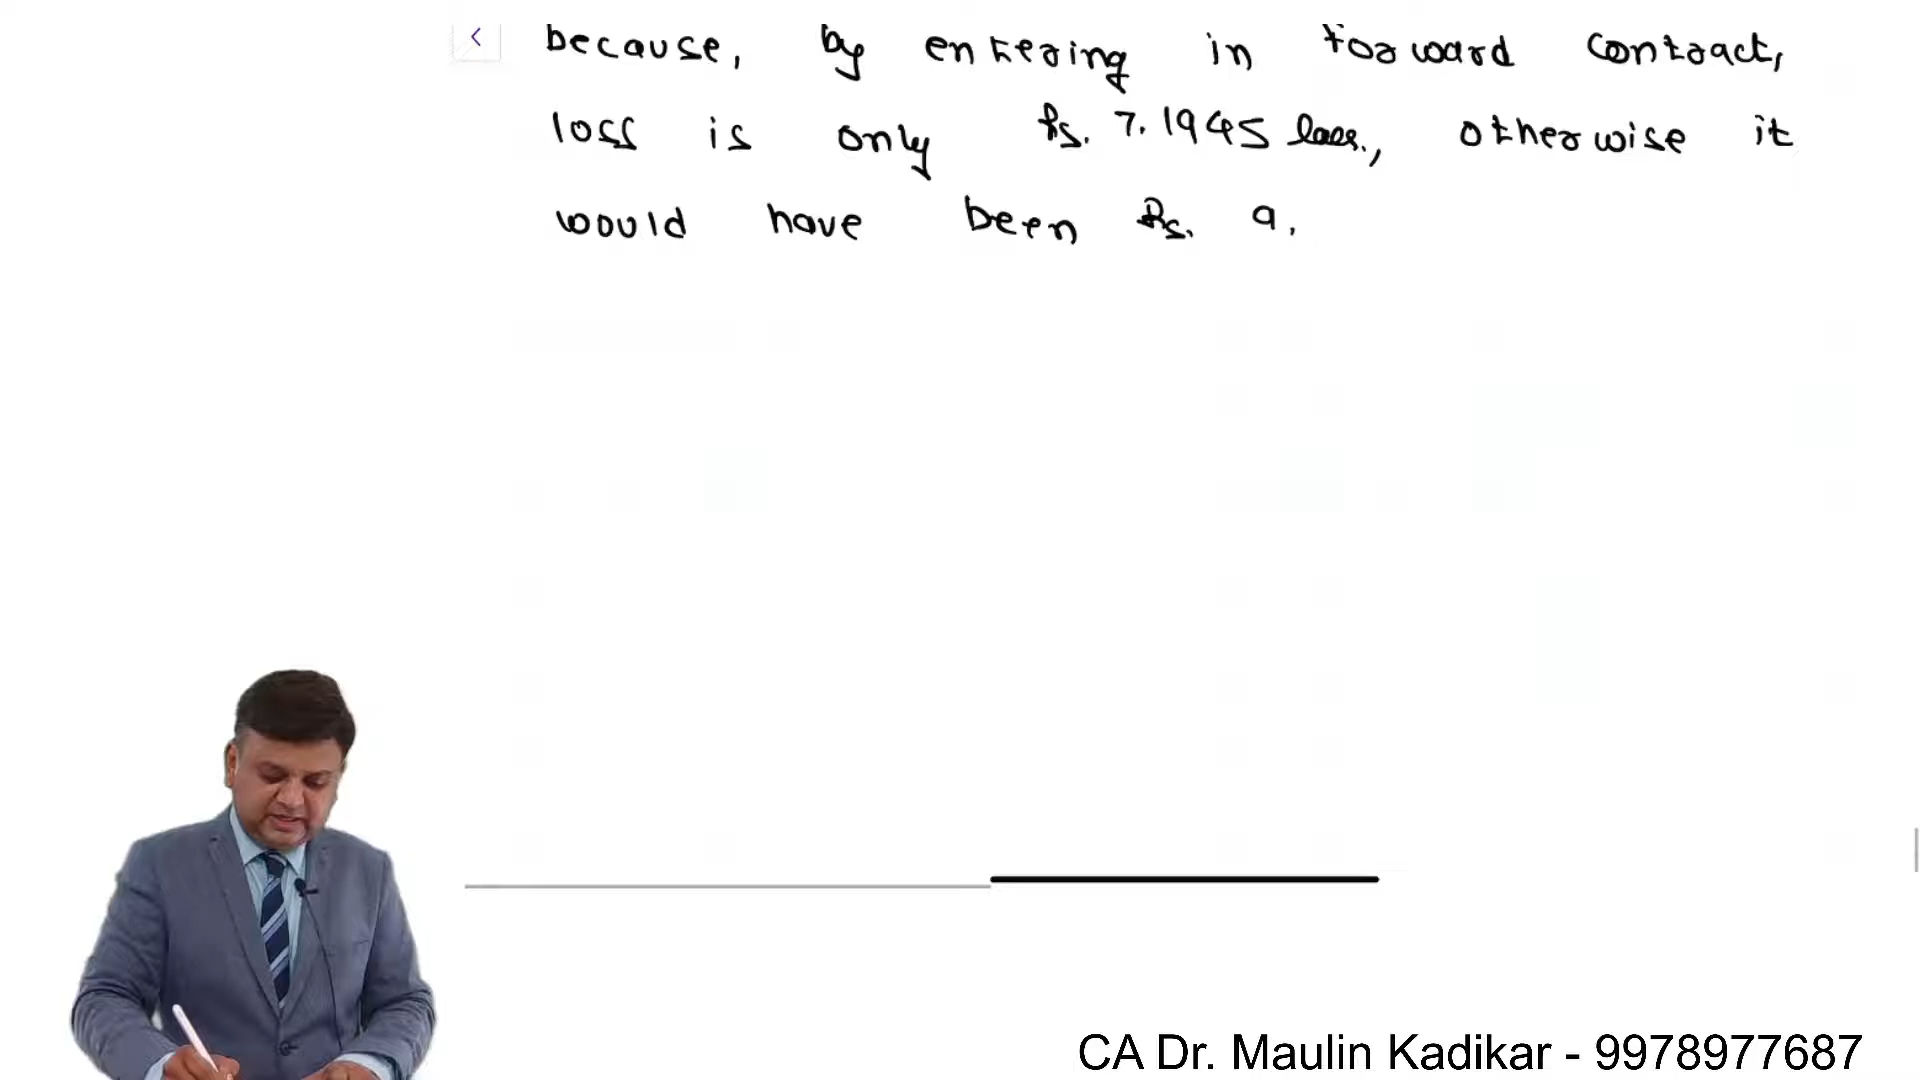 because, by entering in forward contract,
loss is only Rs. 7.1945 lacs., otherwise it
would have been Rs. 9.
CA Dr. Maulin Kadikar - 9978977687